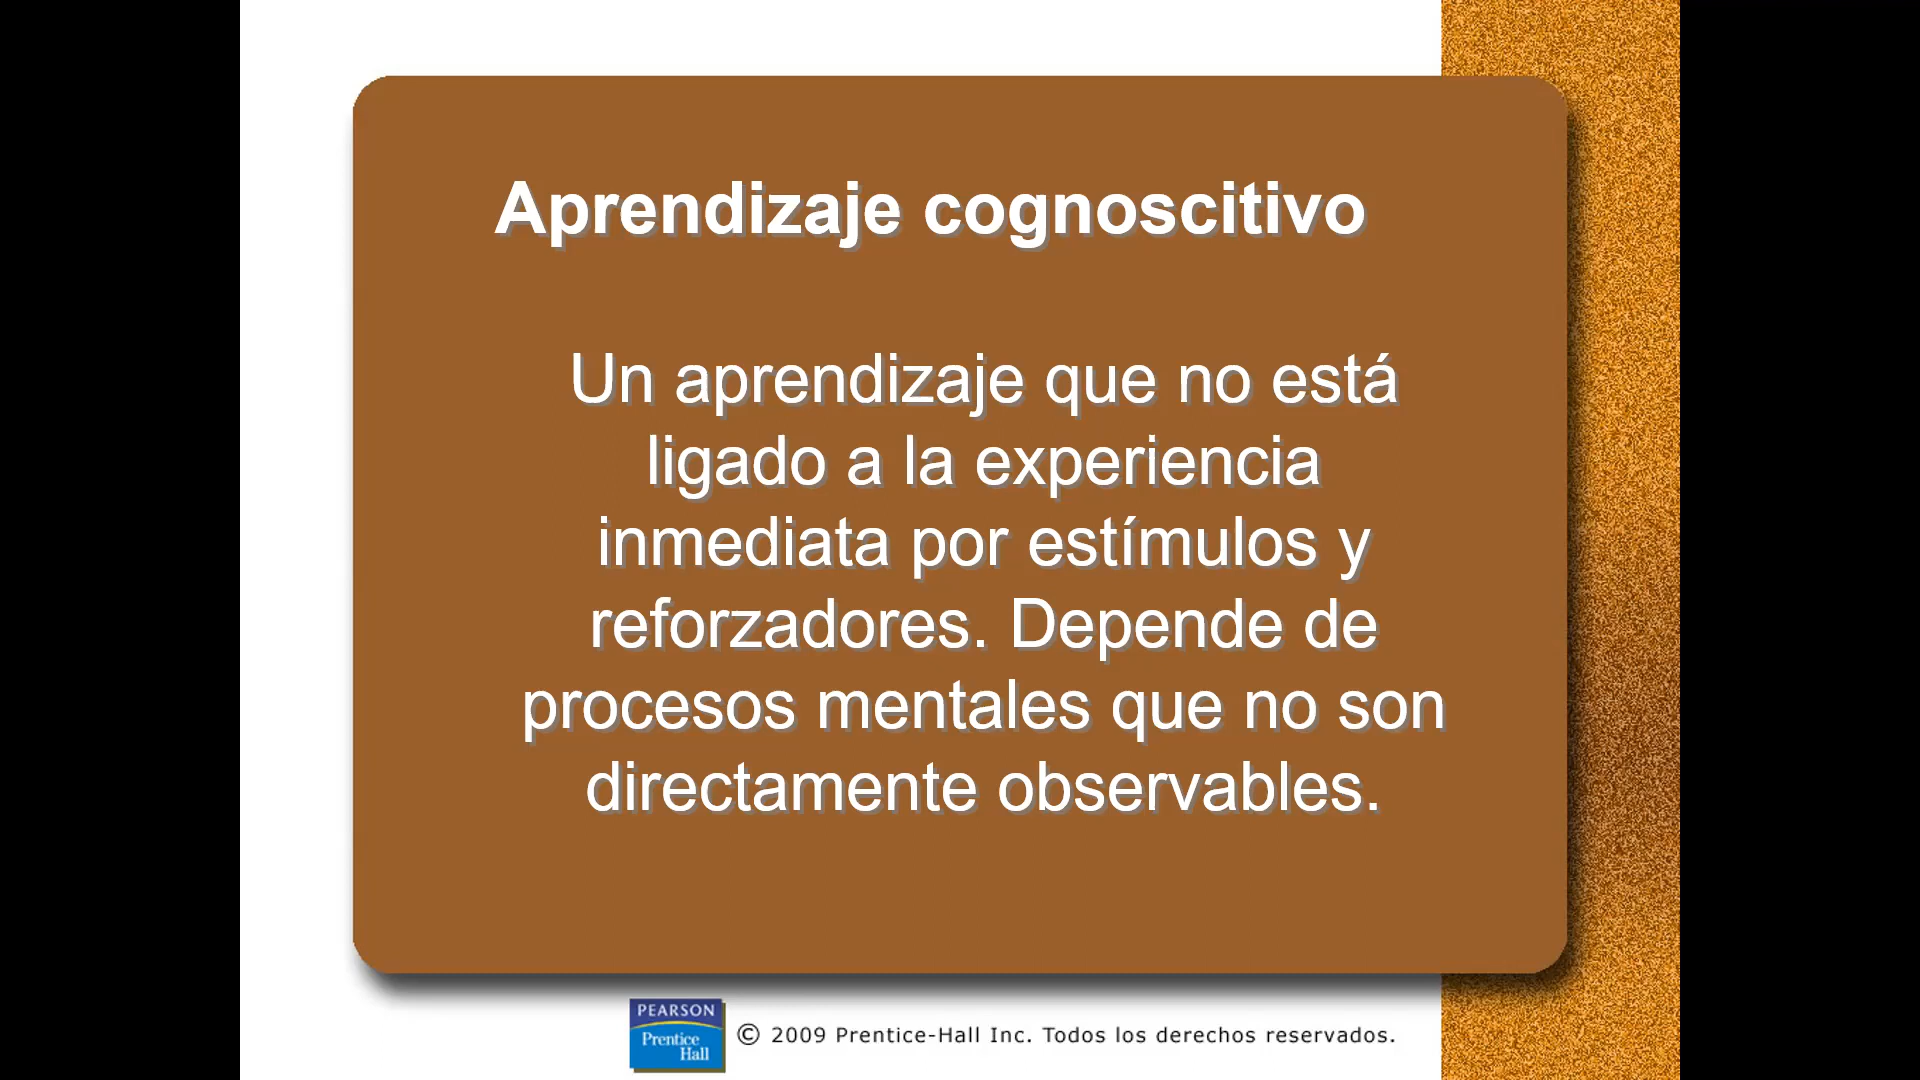 Aprendizaje cognoscitivo
Un aprendizaje que no está
ligado a la experiencia
inmediata por estímulos y
reforzadores. Depende de
procesos mentales que no son
directamente observables.
PEARSON
Prentice
Hall
© 2009 Prentice-Hall Inc. Todos los derechos reservados.